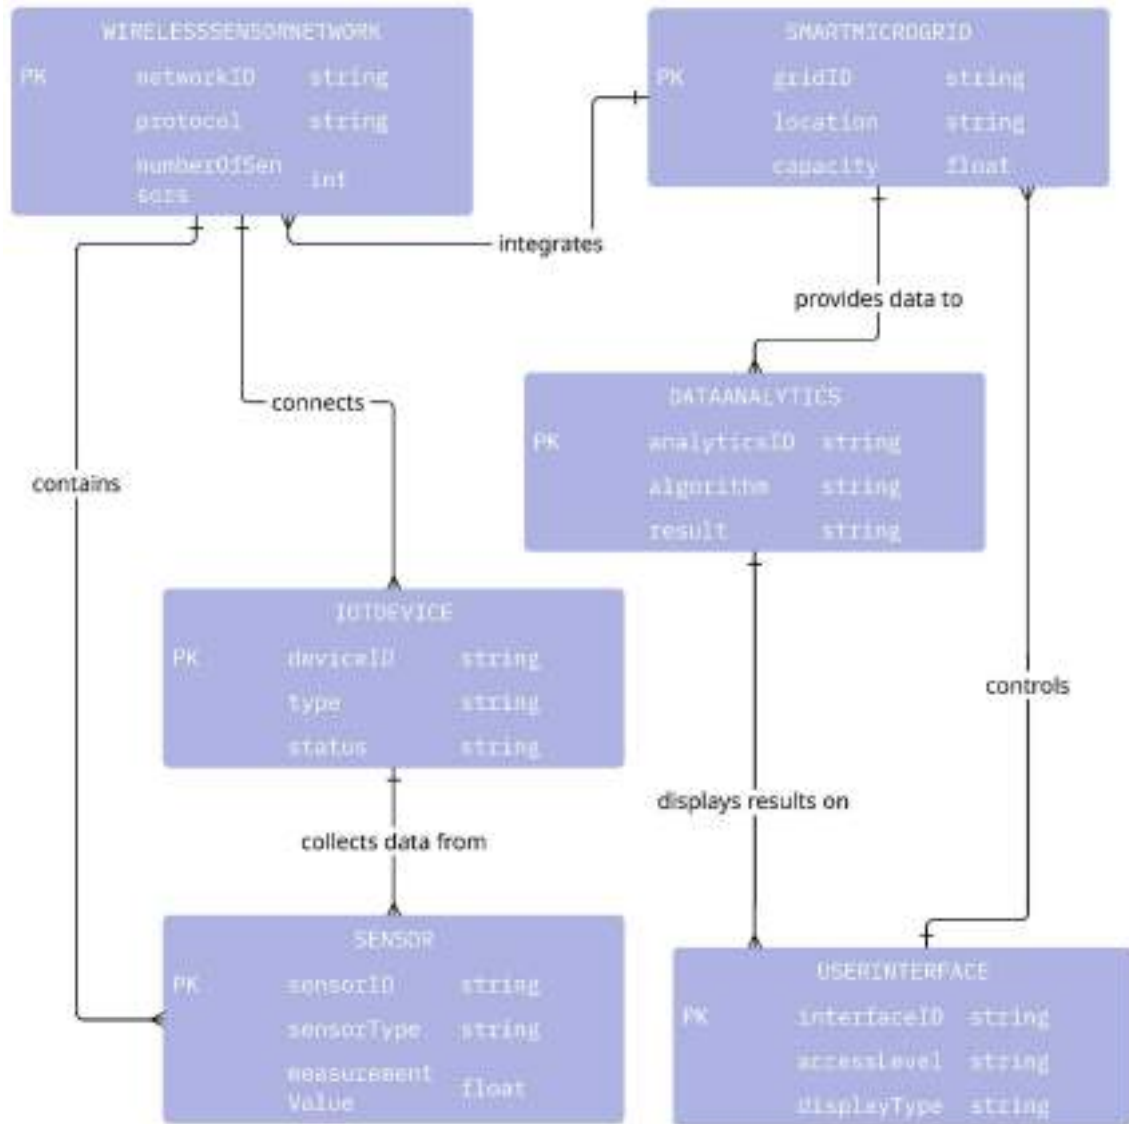 WIRELESSSENSORNETWORK
PK networkID string
protocol string
numberOfSen
sors int
SMARTMICROGRID
PK gridID string
location string
capacity float
integrates
provides data to
connects
contains
DATAANALYTICS
PK analyticsID string
algorithm string
result string
IOTDEVICE
PK deviceID string
type string
status string
controls
displays results on
collects data from
SENSOR
PK sensorID string
sensorType string
measurement
Value float
USERINTERFACE
PK interfaceID string
accessLevel string
displayType string